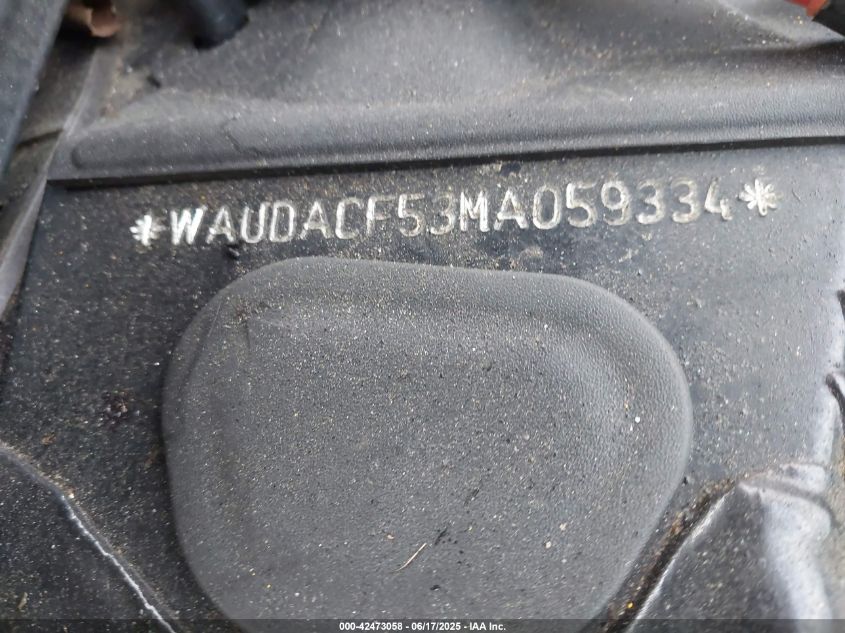 *WAUDACF53MA059334*
000-42473058 - 06/17/2025 - IAA Inc.